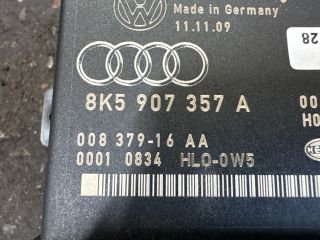 Made in Germany
11.11.09
28
8K5 907 357 A
00
H0
008 379-16 AA
0001 0834 HLO-0W5